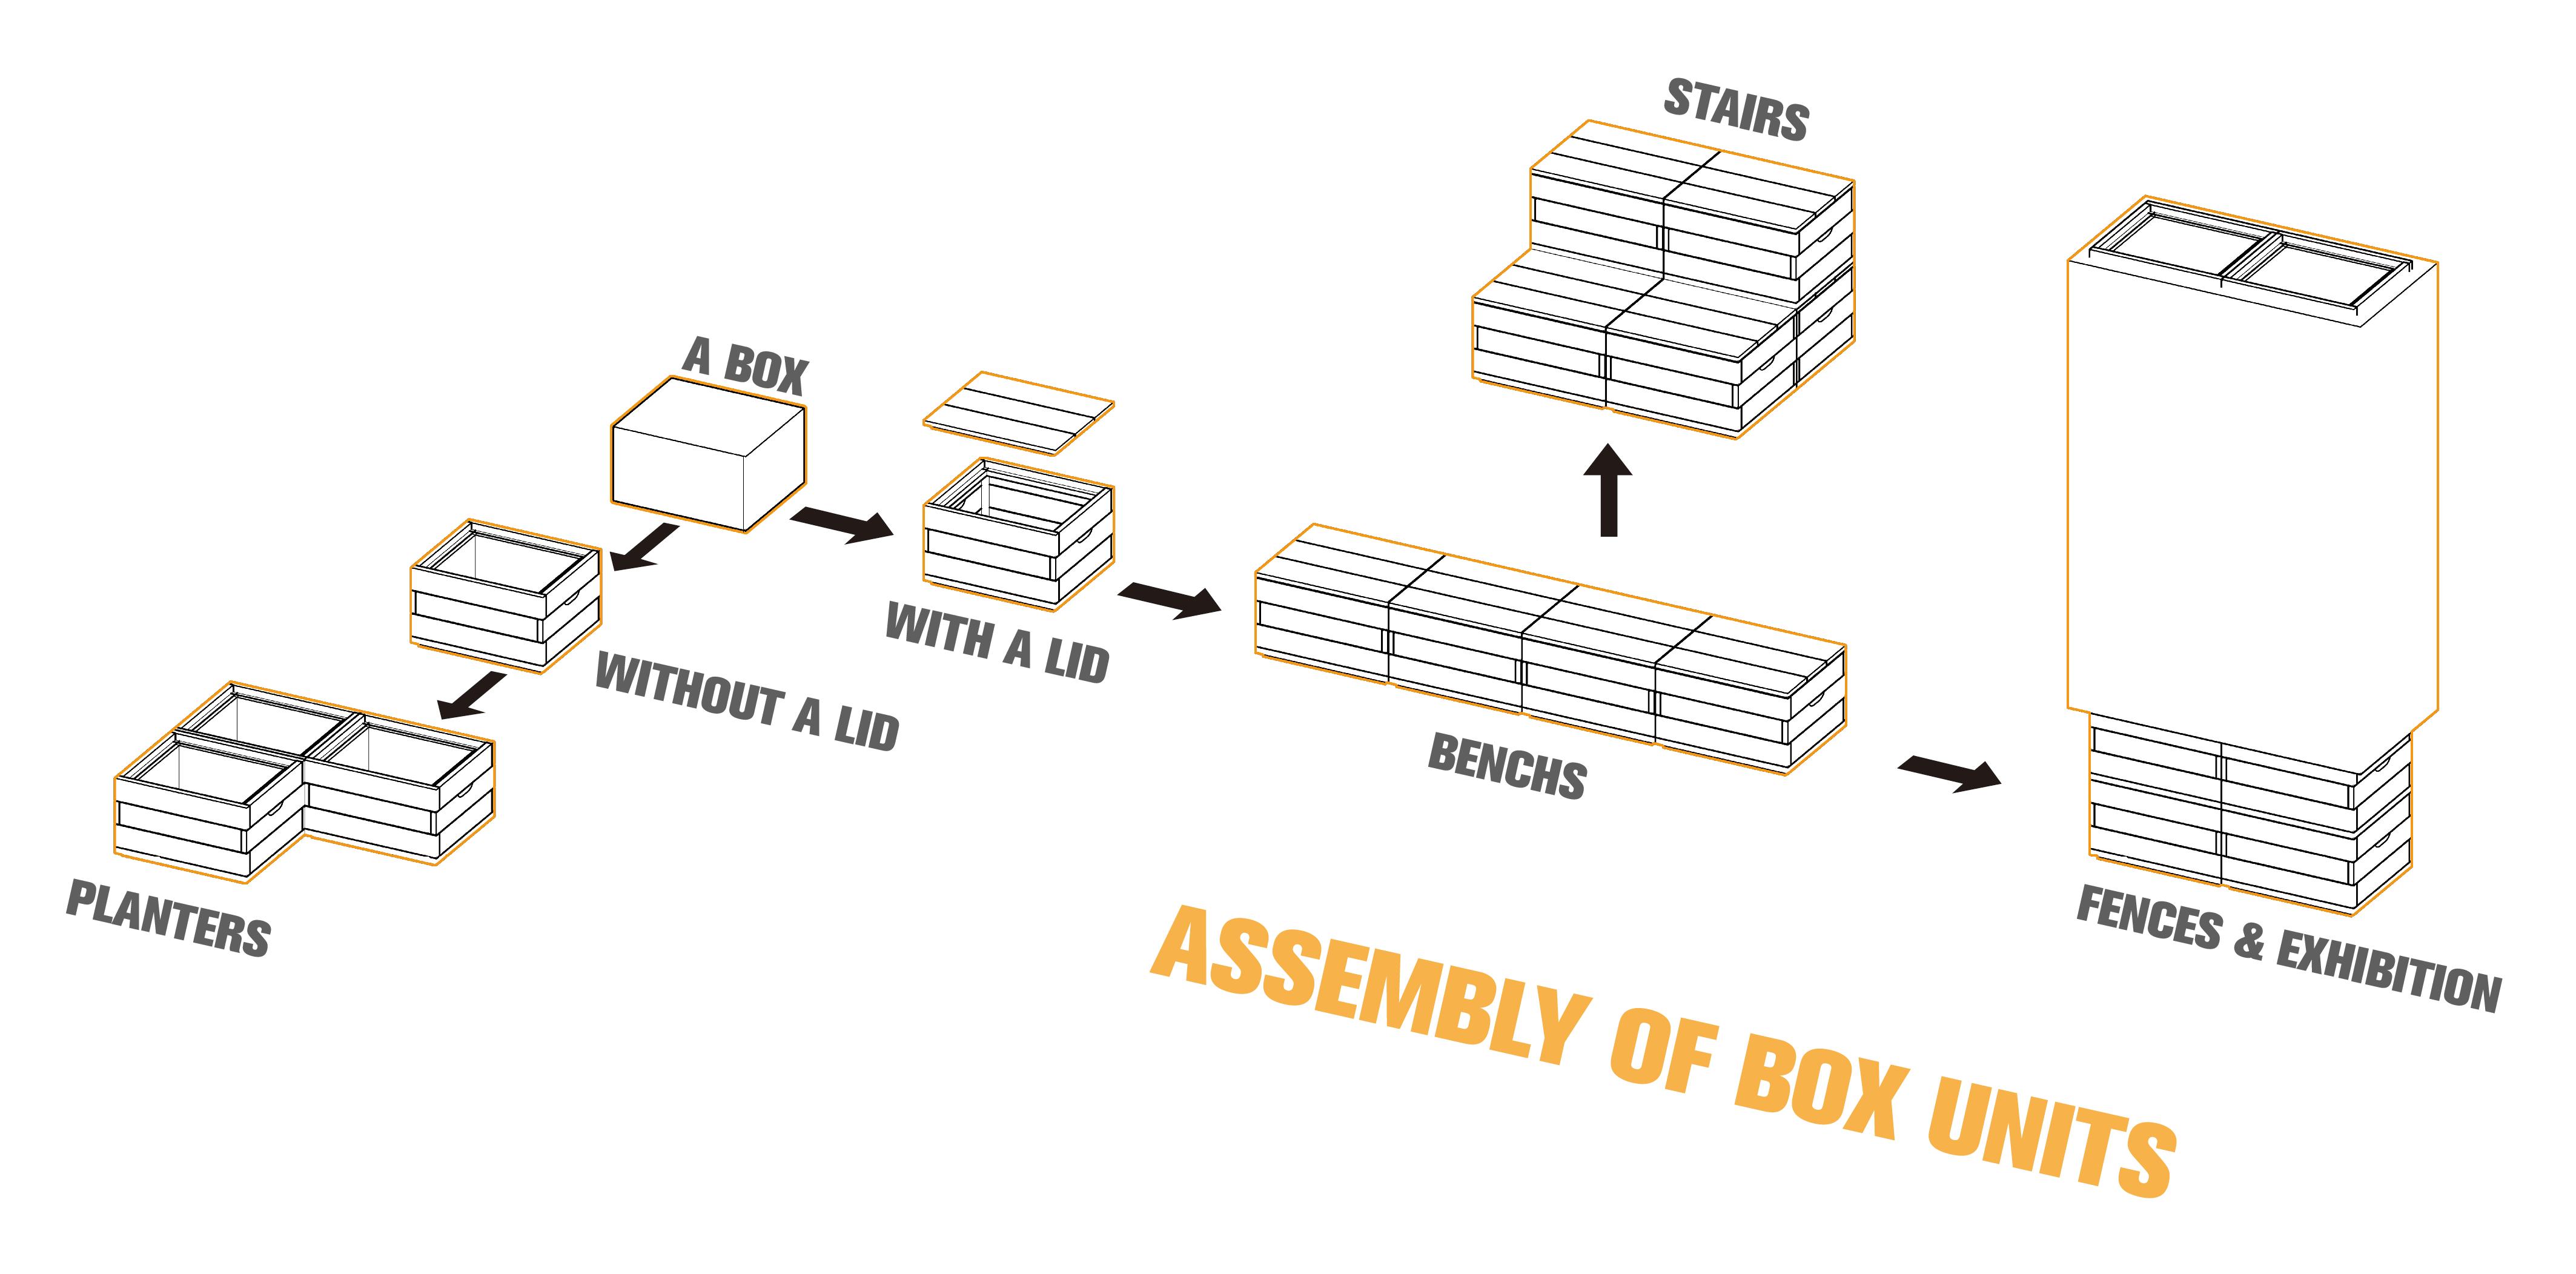 STAIRS
A BOX
WITH A LID
WITHOUT A LID
BENCHS
PLANTERS
FENCES & EXHIBITION
ASSEMBLY OF BOX UNITS